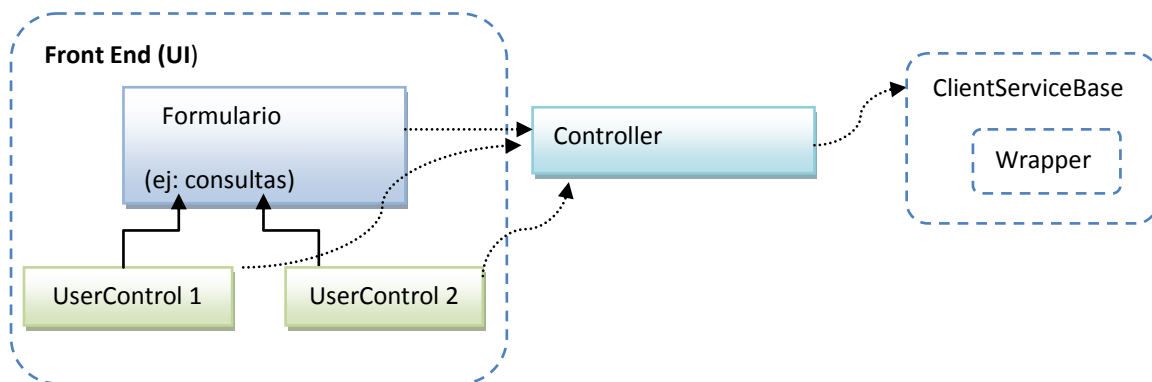 Front End (UI)
Formulario
(ej: consultas)
UserControl 1
UserControl 2
Controller
ClientServiceBase
Wrapper